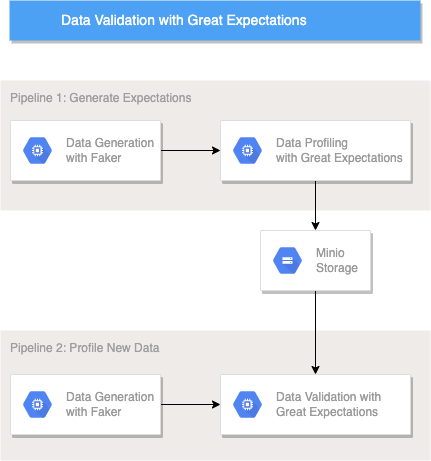 Data Validation with Great Expectations
Pipeline 1: Generate Expectations
Data Generation
with Faker
Data Profiling
with Great Expectations
Minio
Storage
Pipeline 2: Profile New Data
Data Generation
with Faker
Data Validation with
Great Expectations